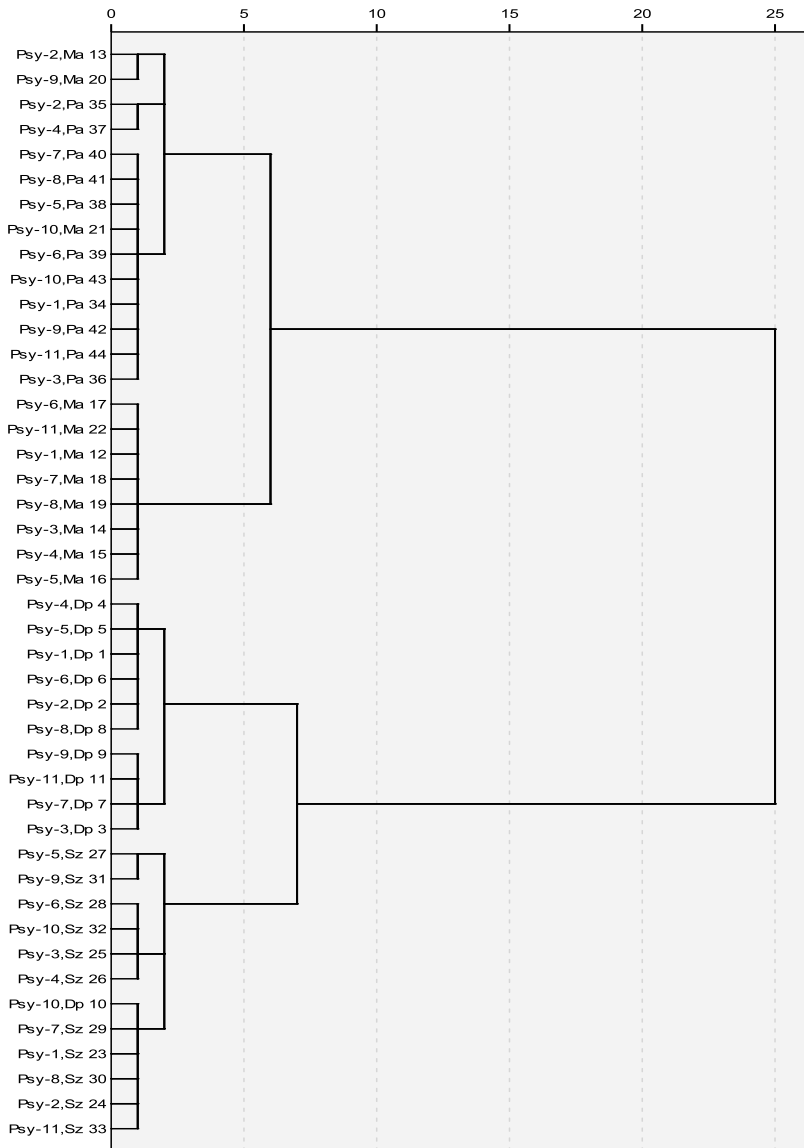 0 5 10 15 20 25
Psy-2,Ma 13
Psy-9,Ma 20
Psy-2,Pa 35
Psy-4,Pa 37
Psy-7,Pa 40
Psy-8,Pa 41
Psy-5,Pa 38
Psy-10,Ma 21
Psy-6,Pa 39
Psy-10,Pa 43
Psy-1,Pa 34
Psy-9,Pa 42
Psy-11,Pa 44
Psy-3,Pa 36
Psy-6,Ma 17
Psy-11,Ma 22
Psy-1,Ma 12
Psy-7,Ma 18
Psy-8,Ma 19
Psy-3,Ma 14
Psy-4,Ma 15
Psy-5,Ma 16
Psy-4,Dp 4
Psy-5,Dp 5
Psy-1,Dp 1
Psy-6,Dp 6
Psy-2,Dp 2
Psy-8,Dp 8
Psy-9,Dp 9
Psy-11,Dp 11
Psy-7,Dp 7
Psy-3,Dp 3
Psy-5,Sz 27
Psy-9,Sz 31
Psy-6,Sz 28
Psy-10,Sz 32
Psy-3,Sz 25
Psy-4,Sz 26
Psy-10,Dp 10
Psy-7,Sz 29
Psy-1,Sz 23
Psy-8,Sz 30
Psy-2,Sz 24
Psy-11,Sz 33